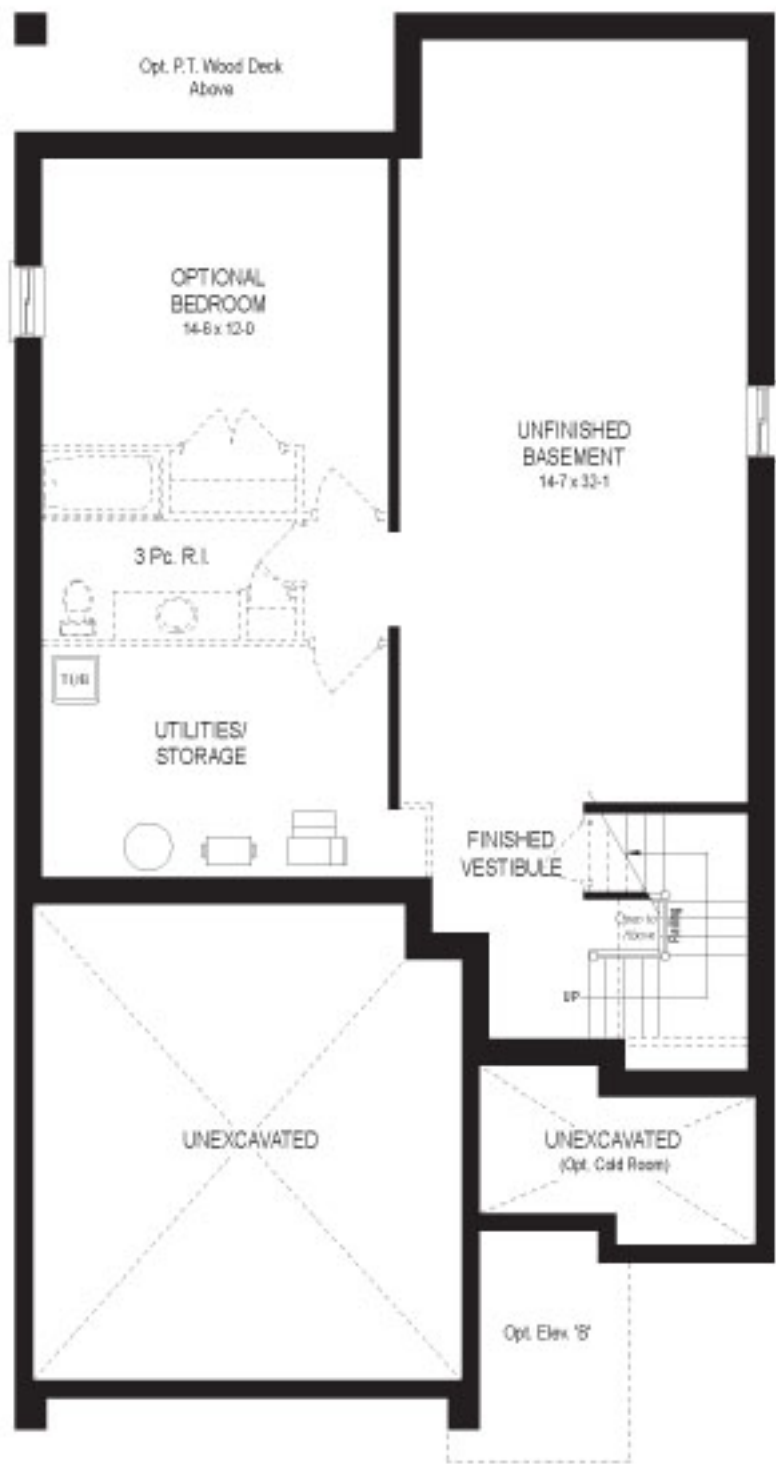 Opt. P.T. Wood Deck
Above
OPTIONAL
BEDROOM
14-6 x 12-0
UNFINISHED
BASEMENT
14-7 x 32-1
3 Pc. R.I.
TUB
UTILITIES/
STORAGE
FINISHED
VESTIBULE
Open to
Above
Railing
UP
UNEXCAVATED
UNEXCAVATED
(Opt. Cold Room)
Opt. Elev. 'B'